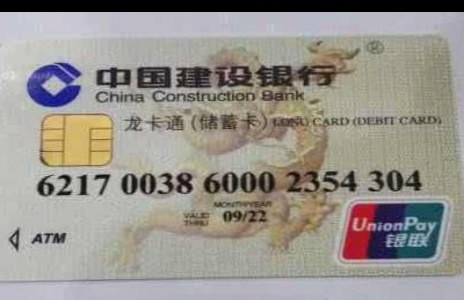 中国建设银行
China Construction Bank
龙卡通(储蓄卡) LONG CARD (DEBIT CARD)
6217 0038 6000 2354 304
MONTH/YEAR
VALID THRU 09/22
ATM
UnionPay
银联